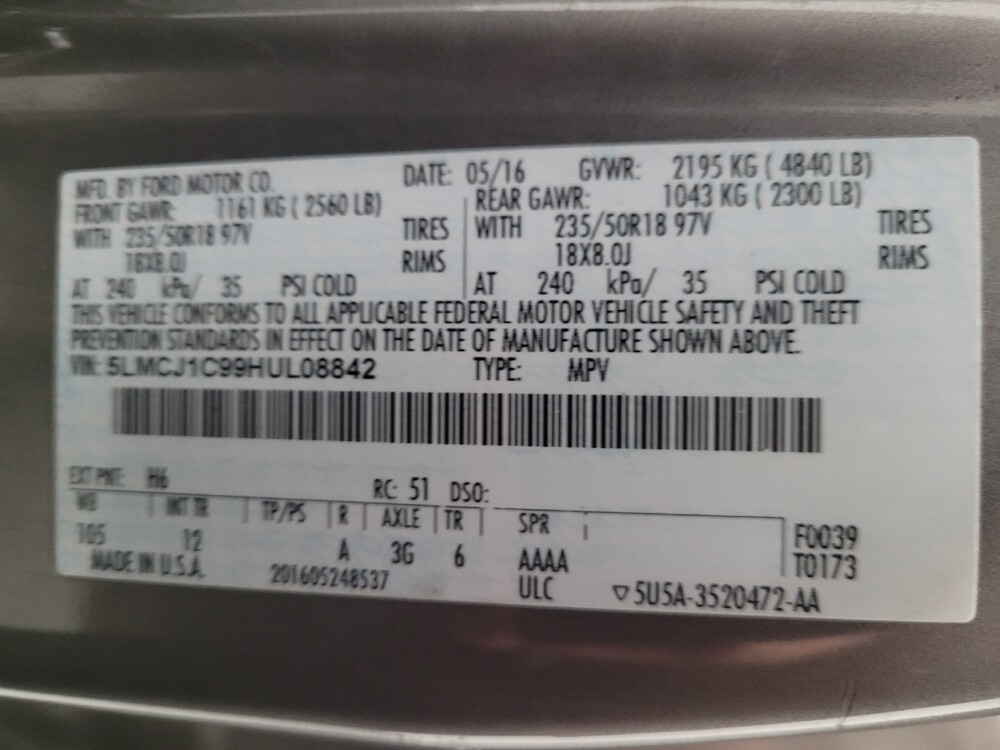 MFD. BY FORD MOTOR CO. DATE: 05/16 GVWR: 2195 KG ( 4840 LB)
FRONT GAWR: 1161 KG ( 2560 LB) REAR GAWR: 1043 KG ( 2300 LB)
WITH 235/50R18 97V TIRES WITH 235/50R18 97V TIRES
18X8.0J RIMS 18X8.0J RIMS
AT 240 kPa/ 35 PSI COLD AT 240 kPa/ 35 PSI COLD
THIS VEHICLE CONFORMS TO ALL APPLICABLE FEDERAL MOTOR VEHICLE SAFETY AND THEFT
PREVENTION STANDARDS IN EFFECT ON THE DATE OF MANUFACTURE SHOWN ABOVE.
VIN: 5LMCJ1C99HUL08842 TYPE: MPV
EXT PNT: H6 RC: 51 DSO:
WB INT TR TP/PS R AXLE TR SPR F0039
105 12 A 3G 6 AAAA T0173
MADE IN U.S.A. 201605248537 ULC ▽5U5A-3520472-AA